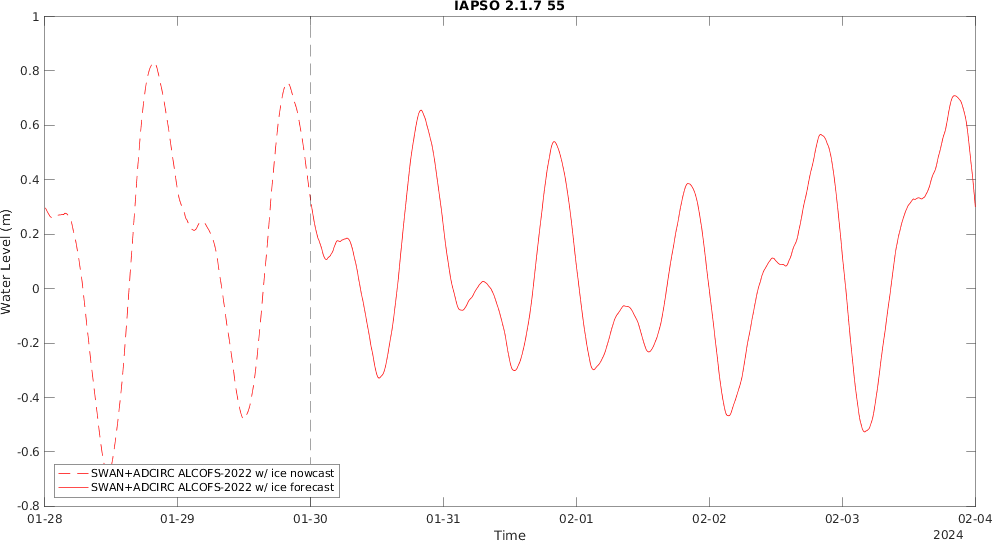 IAPSO 2.1.7 55
Water Level (m)
1
0.8
0.6
0.4
0.2
0
-0.2
-0.4
-0.6
-0.8
SWAN+ADCIRC ALCOFS-2022 w/ ice nowcast
SWAN+ADCIRC ALCOFS-2022 w/ ice forecast
01-28 01-29 01-30 01-31 02-01 02-02 02-03 02-04
Time
2024